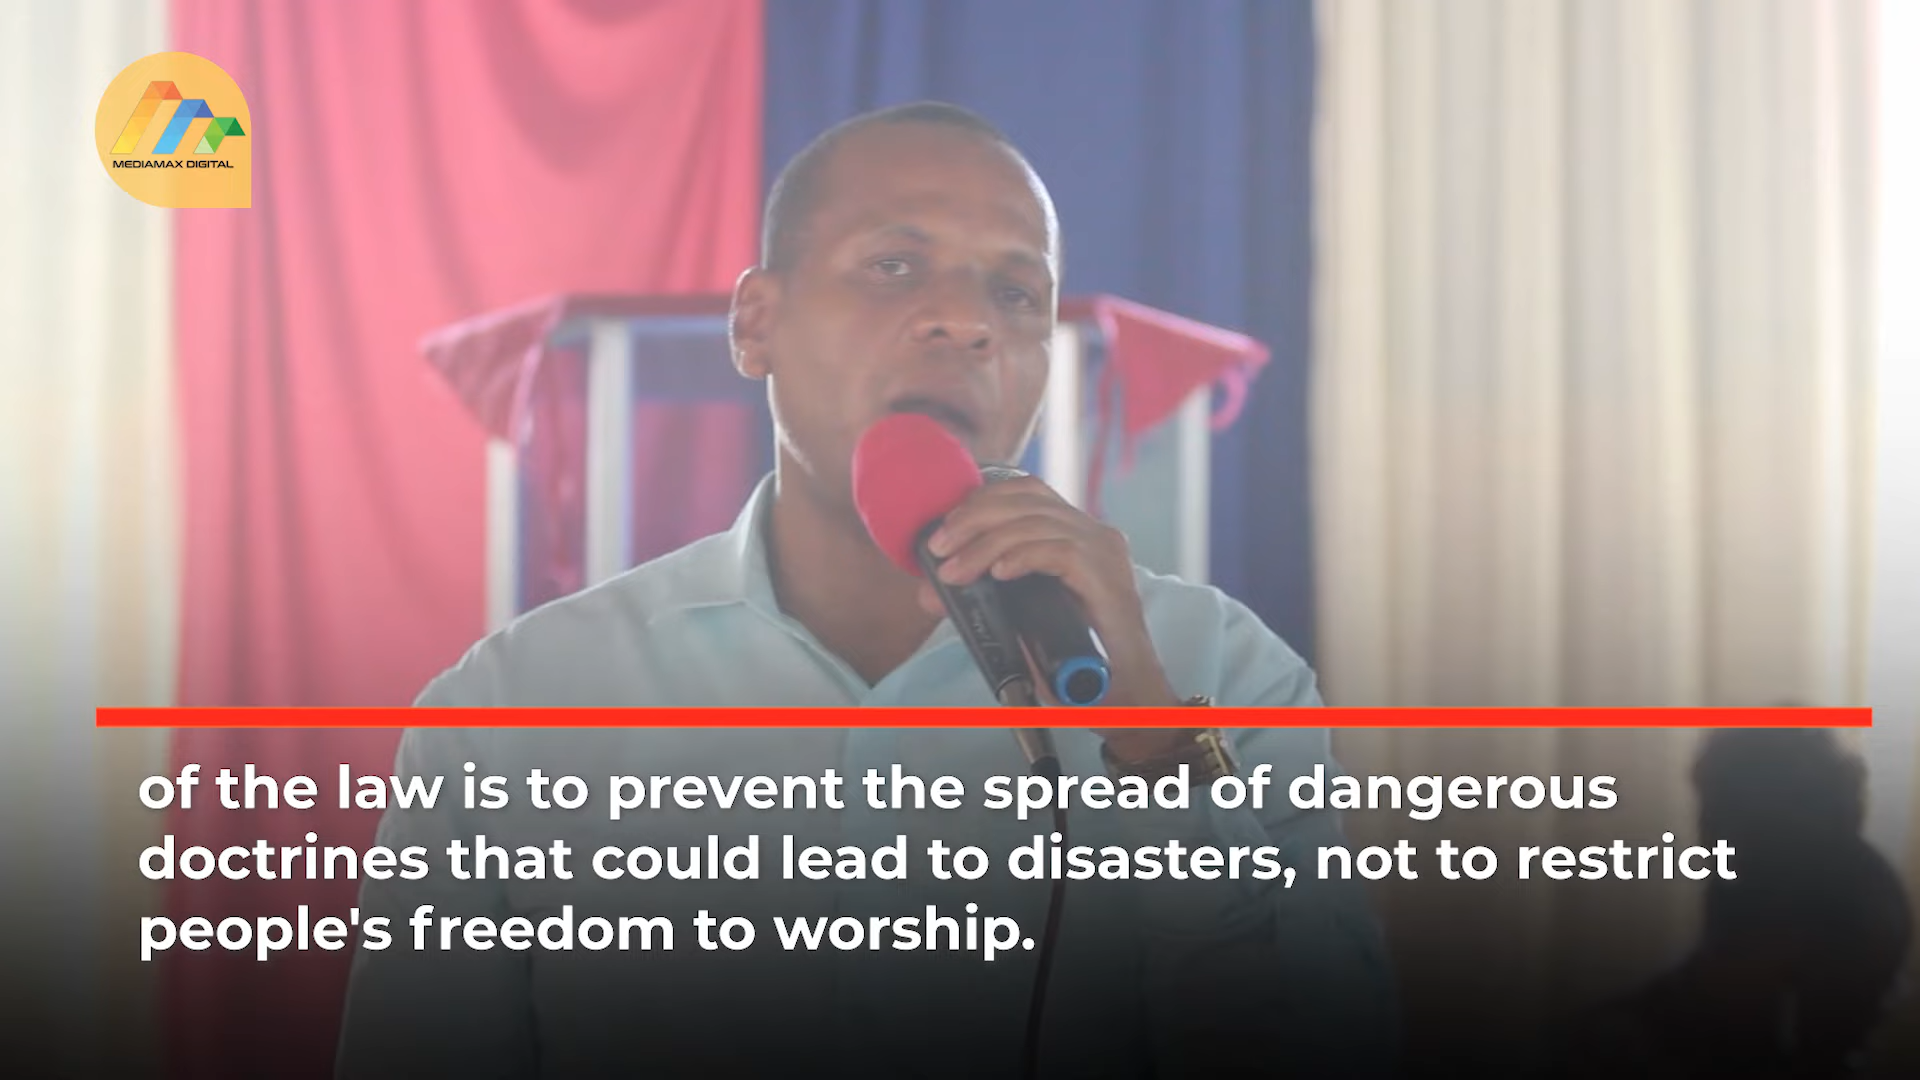 MEDIAMAX DIGITAL
of the law is to prevent the spread of dangerous
doctrines that could lead to disasters, not to restrict
people's freedom to worship.